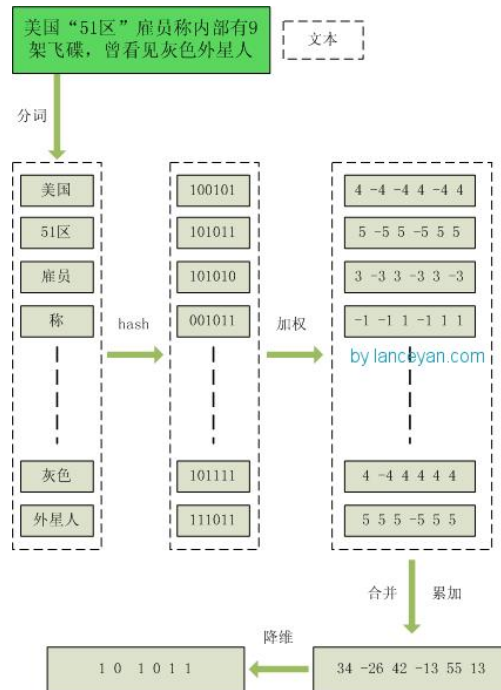 美国“51区”雇员称内部有9
架飞碟，曾看见灰色外星人
文本
分词
美国
51区
雇员
称
灰色
外星人
hash
100101
101011
101010
001011
101111
111011
加权
4 -4 -4 4 -4 4
5 -5 5 -5 5 5
3 -3 3 -3 3 -3
-1 -1 1 -1 1 1
by lanceyan.com
4 -4 4 4 4 4
5 5 5 -5 5 5
合并 累加
34 -26 42 -13 55 13
降维
1 0 1 0 1 1